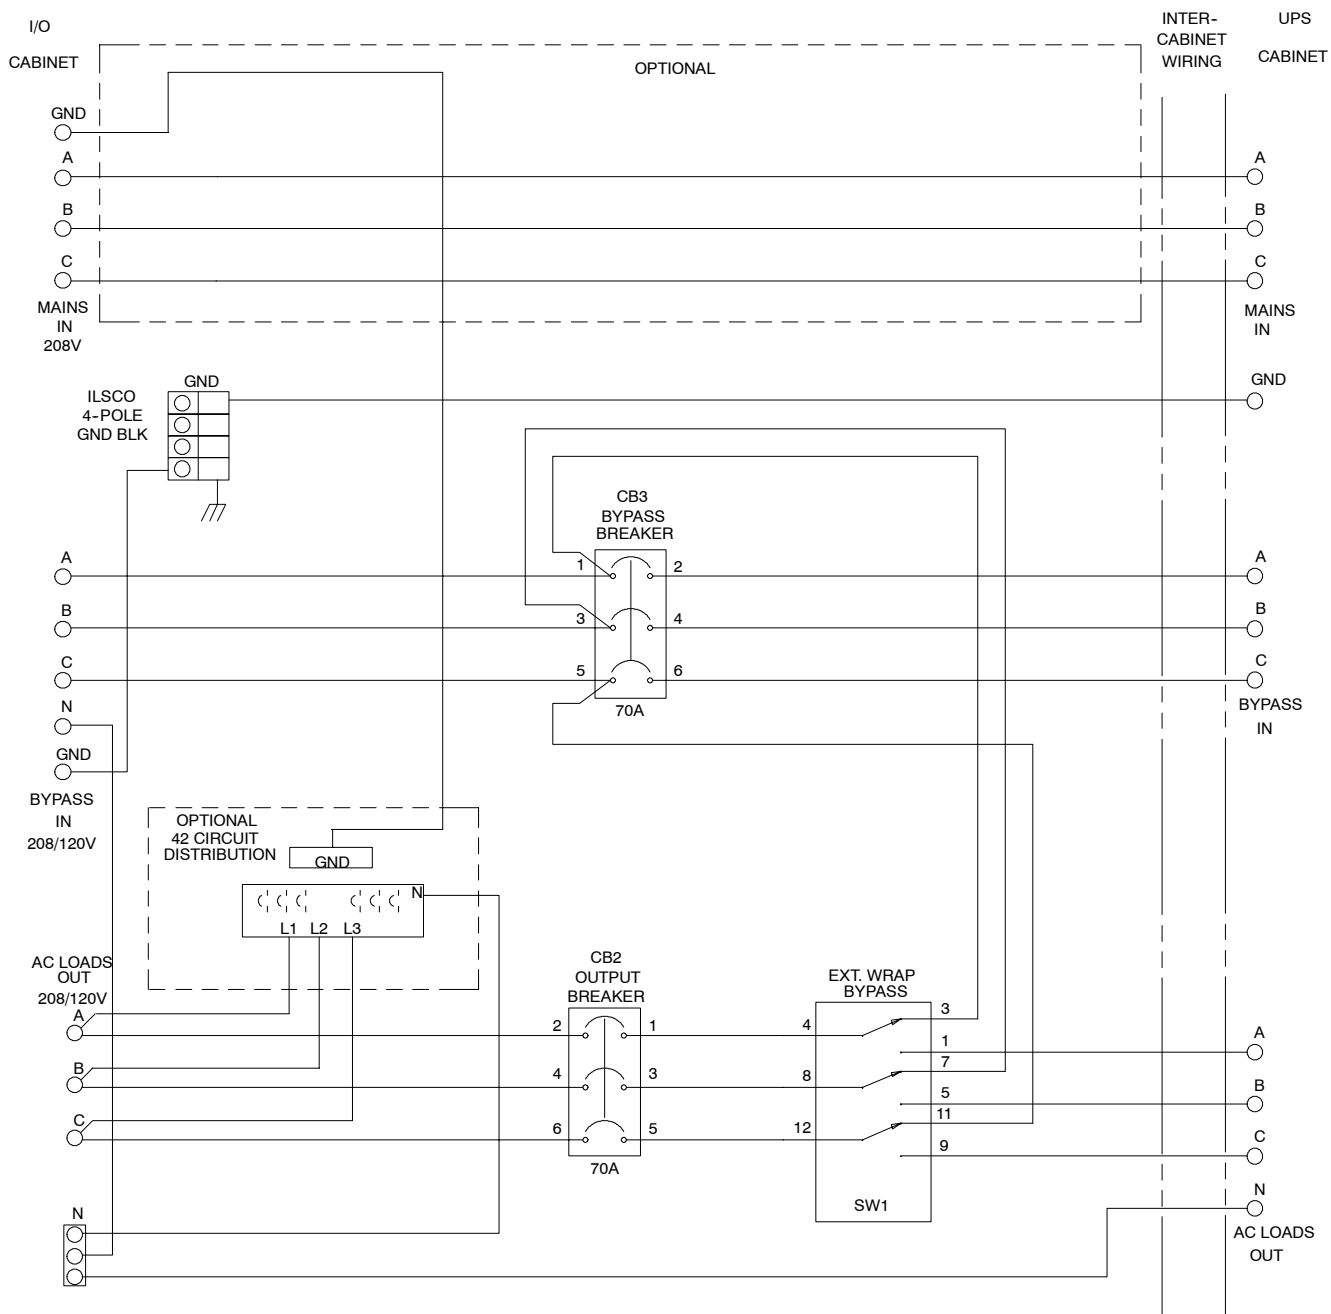 I/O
CABINET
INTER-
CABINET
WIRING
UPS
CABINET
OPTIONAL
GND
A
A
B
B
C
C
MAINS
IN
208V
MAINS
IN
GND
ILSCO
4-POLE
GND BLK
GND
CB3
BYPASS
BREAKER
A
1
2
A
B
3
4
B
C
5
6
C
N
70A
BYPASS
IN
GND
BYPASS
IN
208/120V
OPTIONAL
42 CIRCUIT
DISTRIBUTION
GND
N
L1 L2 L3
AC LOADS
OUT
208/120V
CB2
OUTPUT
BREAKER
EXT. WRAP
BYPASS
A
2
1
4
3
1
A
B
4
3
8
7
5
B
C
6
5
12
11
9
C
70A
SW1
N
N
AC LOADS
OUT